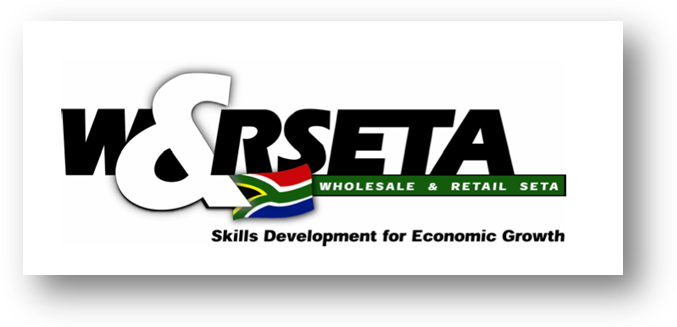 W&RSETA
WHOLESALE & RETAIL SETA
Skills Development for Economic Growth